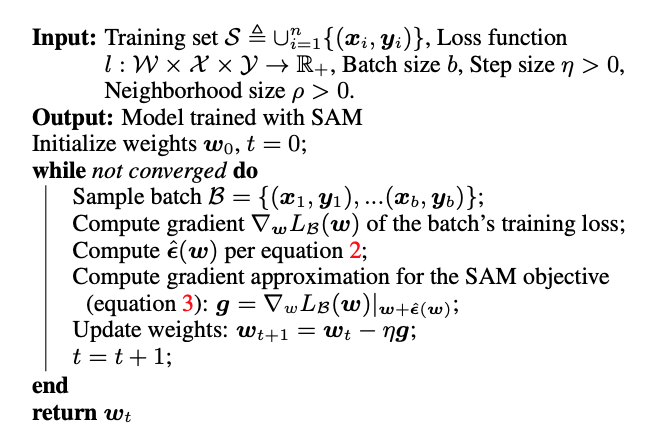 Input: Training set 𝒮 ≜ ∪ⁿᵢ₌₁{(𝒙ᵢ, 𝒚ᵢ)}, Loss function
l : 𝒲 × 𝒳 × 𝒴 → ℝ₊, Batch size b, Step size η > 0,
Neighborhood size ρ > 0.
Output: Model trained with SAM
Initialize weights 𝒘₀, t = 0;
while not converged do
Sample batch ℬ = {(𝒙₁, 𝒚₁), ...(𝒙_b, 𝒚_b)};
Compute gradient ∇_𝒘 L_ℬ(𝒘) of the batch's training loss;
Compute ϵ̂(𝒘) per equation 2;
Compute gradient approximation for the SAM objective
(equation 3): 𝒈 = ∇_w L_ℬ(𝒘)|_{𝒘+ϵ̂(𝒘)};
Update weights: 𝒘ₜ₊₁ = 𝒘ₜ − η𝒈;
t = t + 1;
end
return 𝒘ₜ